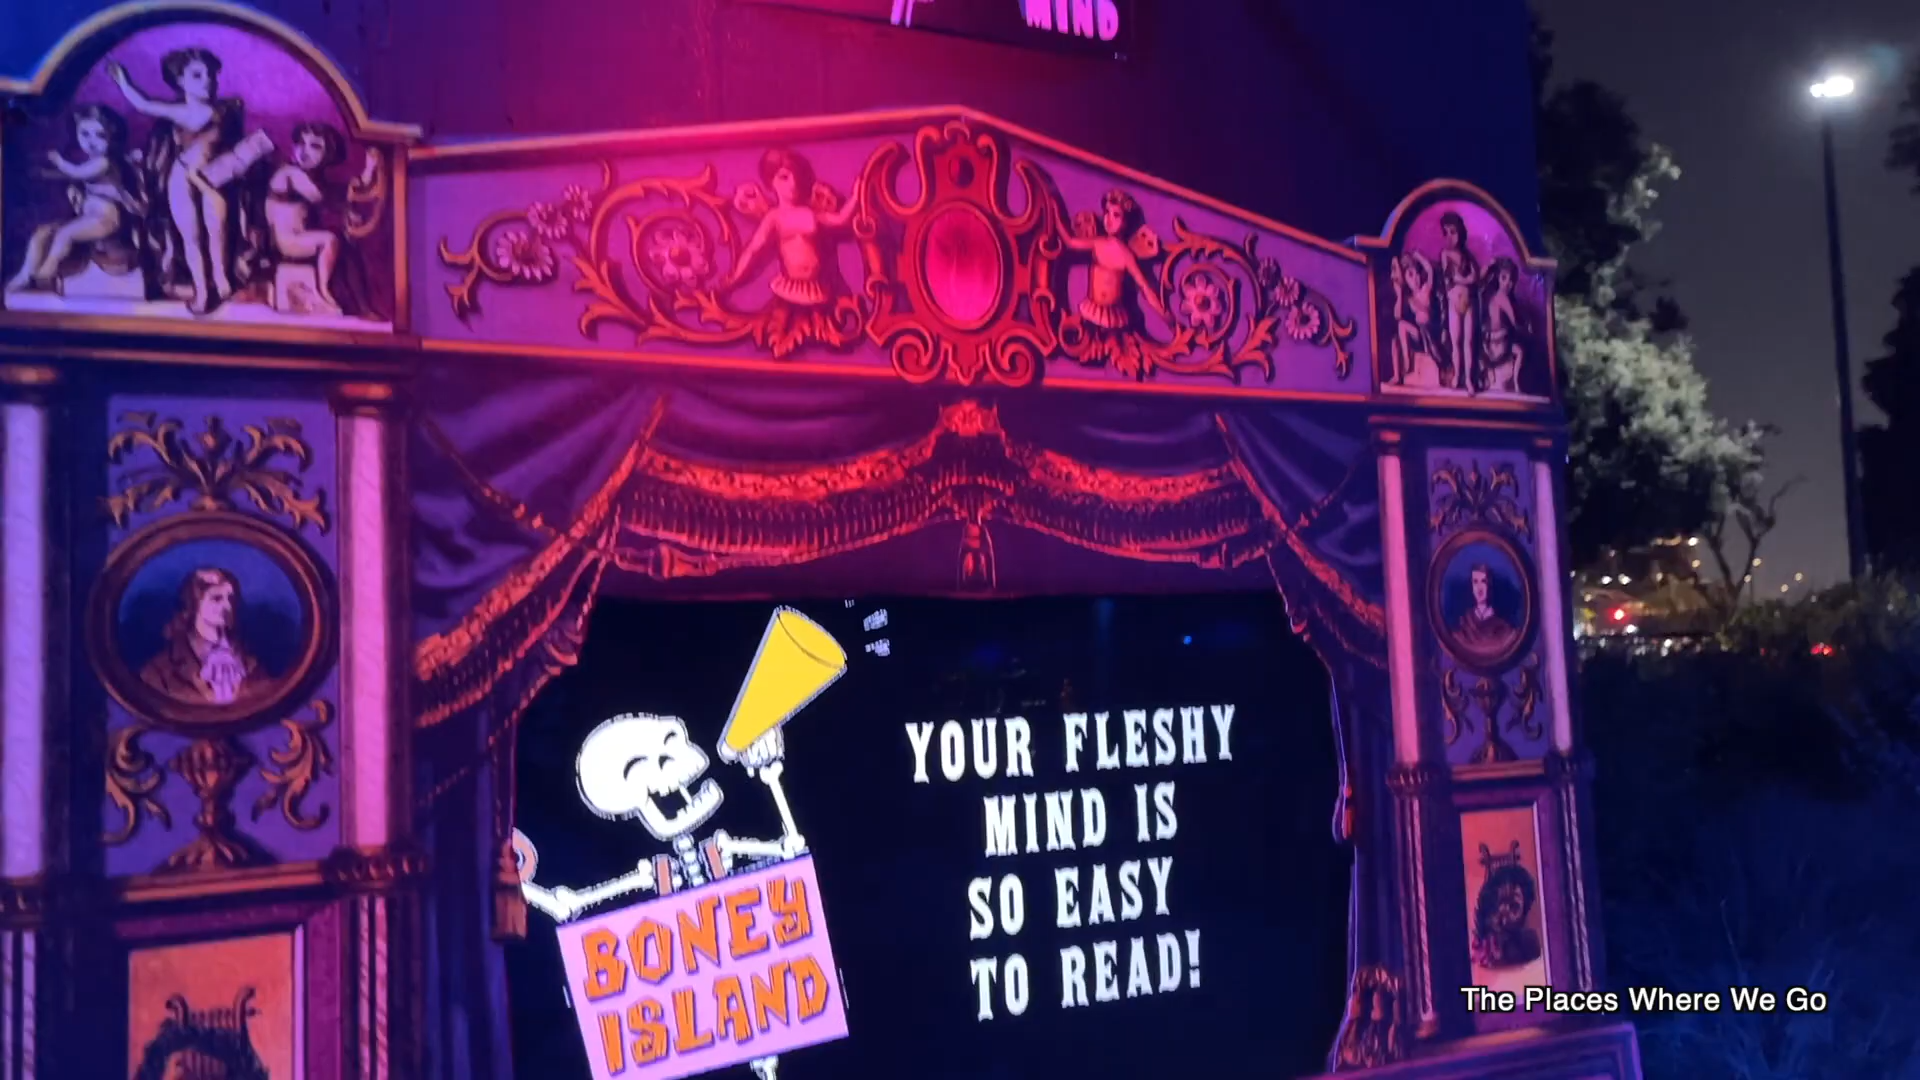 MIND
YOUR FLESHY
MIND IS
SO EASY
TO READ!
BONEY
ISLAND
The Places Where We Go